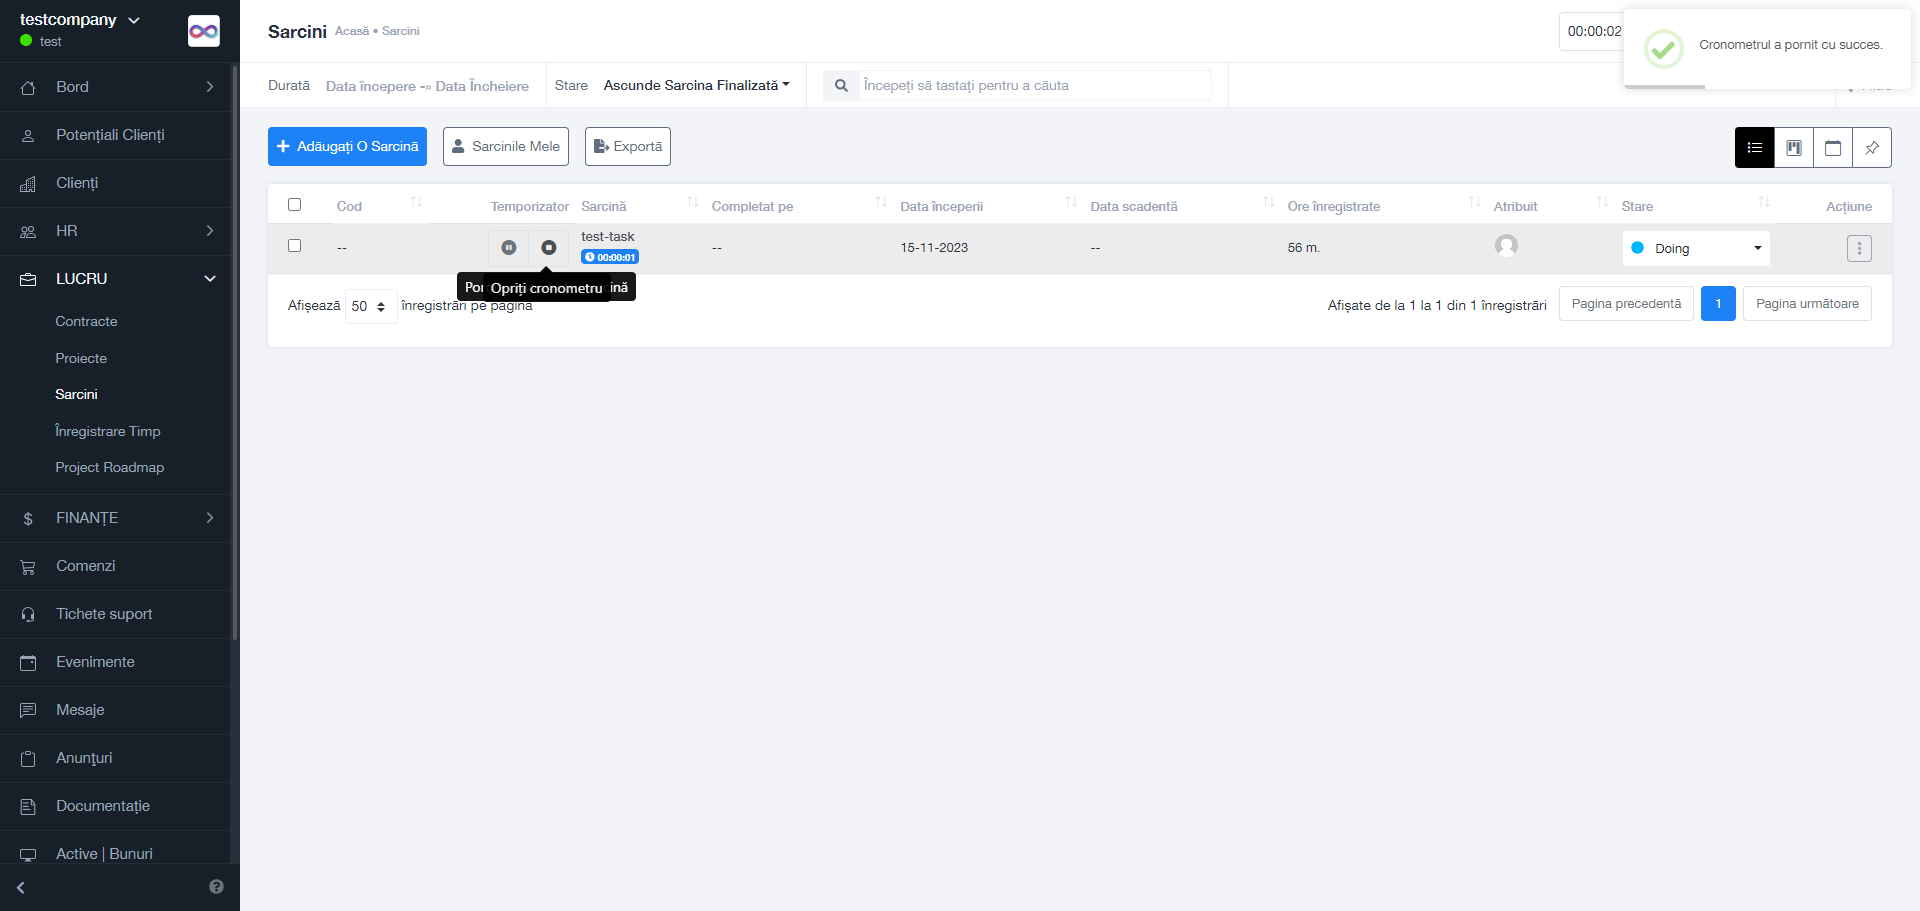 testcompany
test
Bord
Potențiali Clienți
Clienți
HR
LUCRU
Contracte
Proiecte
Sarcini
Înregistrare Timp
Project Roadmap
FINANȚE
Comenzi
Tichete suport
Evenimente
Mesaje
Anunțuri
Documentație
Active | Bunuri
Sarcini
Acasă • Sarcini
00:00:02
Cronometrul a pornit cu succes.
Durată
Data începere -» Data Încheiere
Stare
Ascunde Sarcina Finalizată
Începeți să tastați pentru a căuta
Adăugați O Sarcină
Sarcinile Mele
Exportă
Cod
Temporizator
Sarcină
Completat pe
Data începerii
Data scadentă
Ore înregistrate
Atribuit
Stare
Acțiune
--
test-task
00:00:01
--
15-11-2023
--
56 m.
Doing
Opriți cronometru
Afișează
50
înregistrări pe pagina
Afișate de la 1 la 1 din 1 înregistrări
Pagina precedentă
1
Pagina următoare